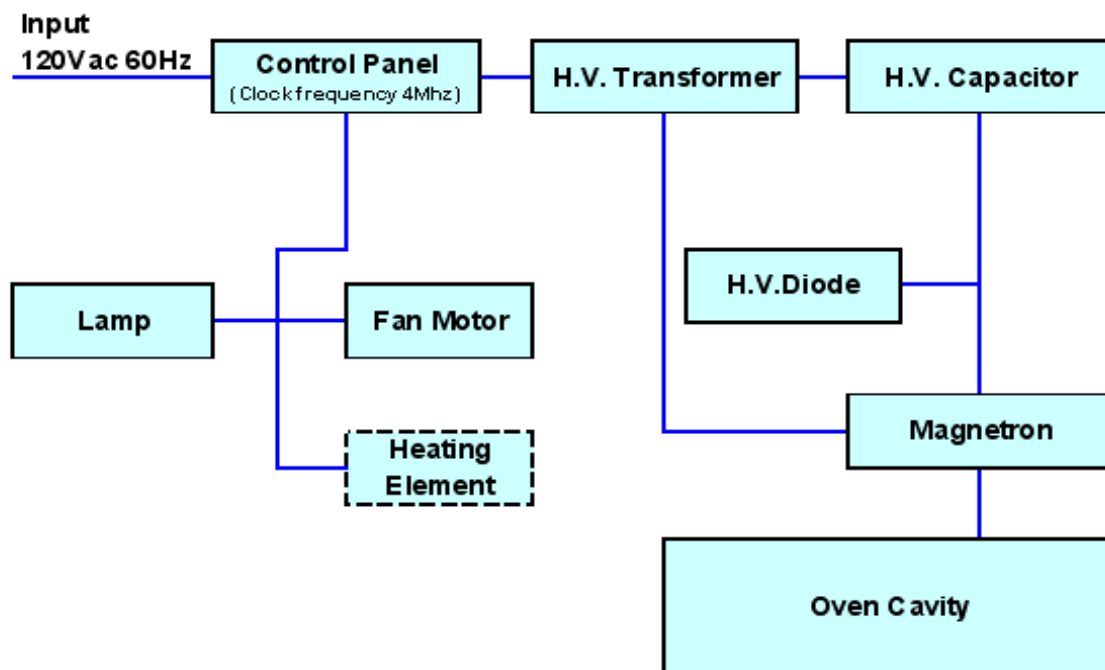 Input
120Vac 60Hz
Control Panel
(Clock frequency 4Mhz)
H.V. Transformer
H.V. Capacitor
H.V.Diode
Lamp
Fan Motor
Magnetron
Heating
Element
Oven Cavity